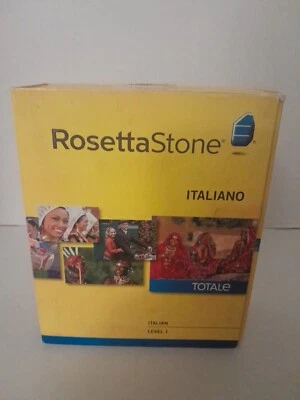 RosettaStone®
ITALIANO
TOTALe
ITALIAN
LEVEL 1